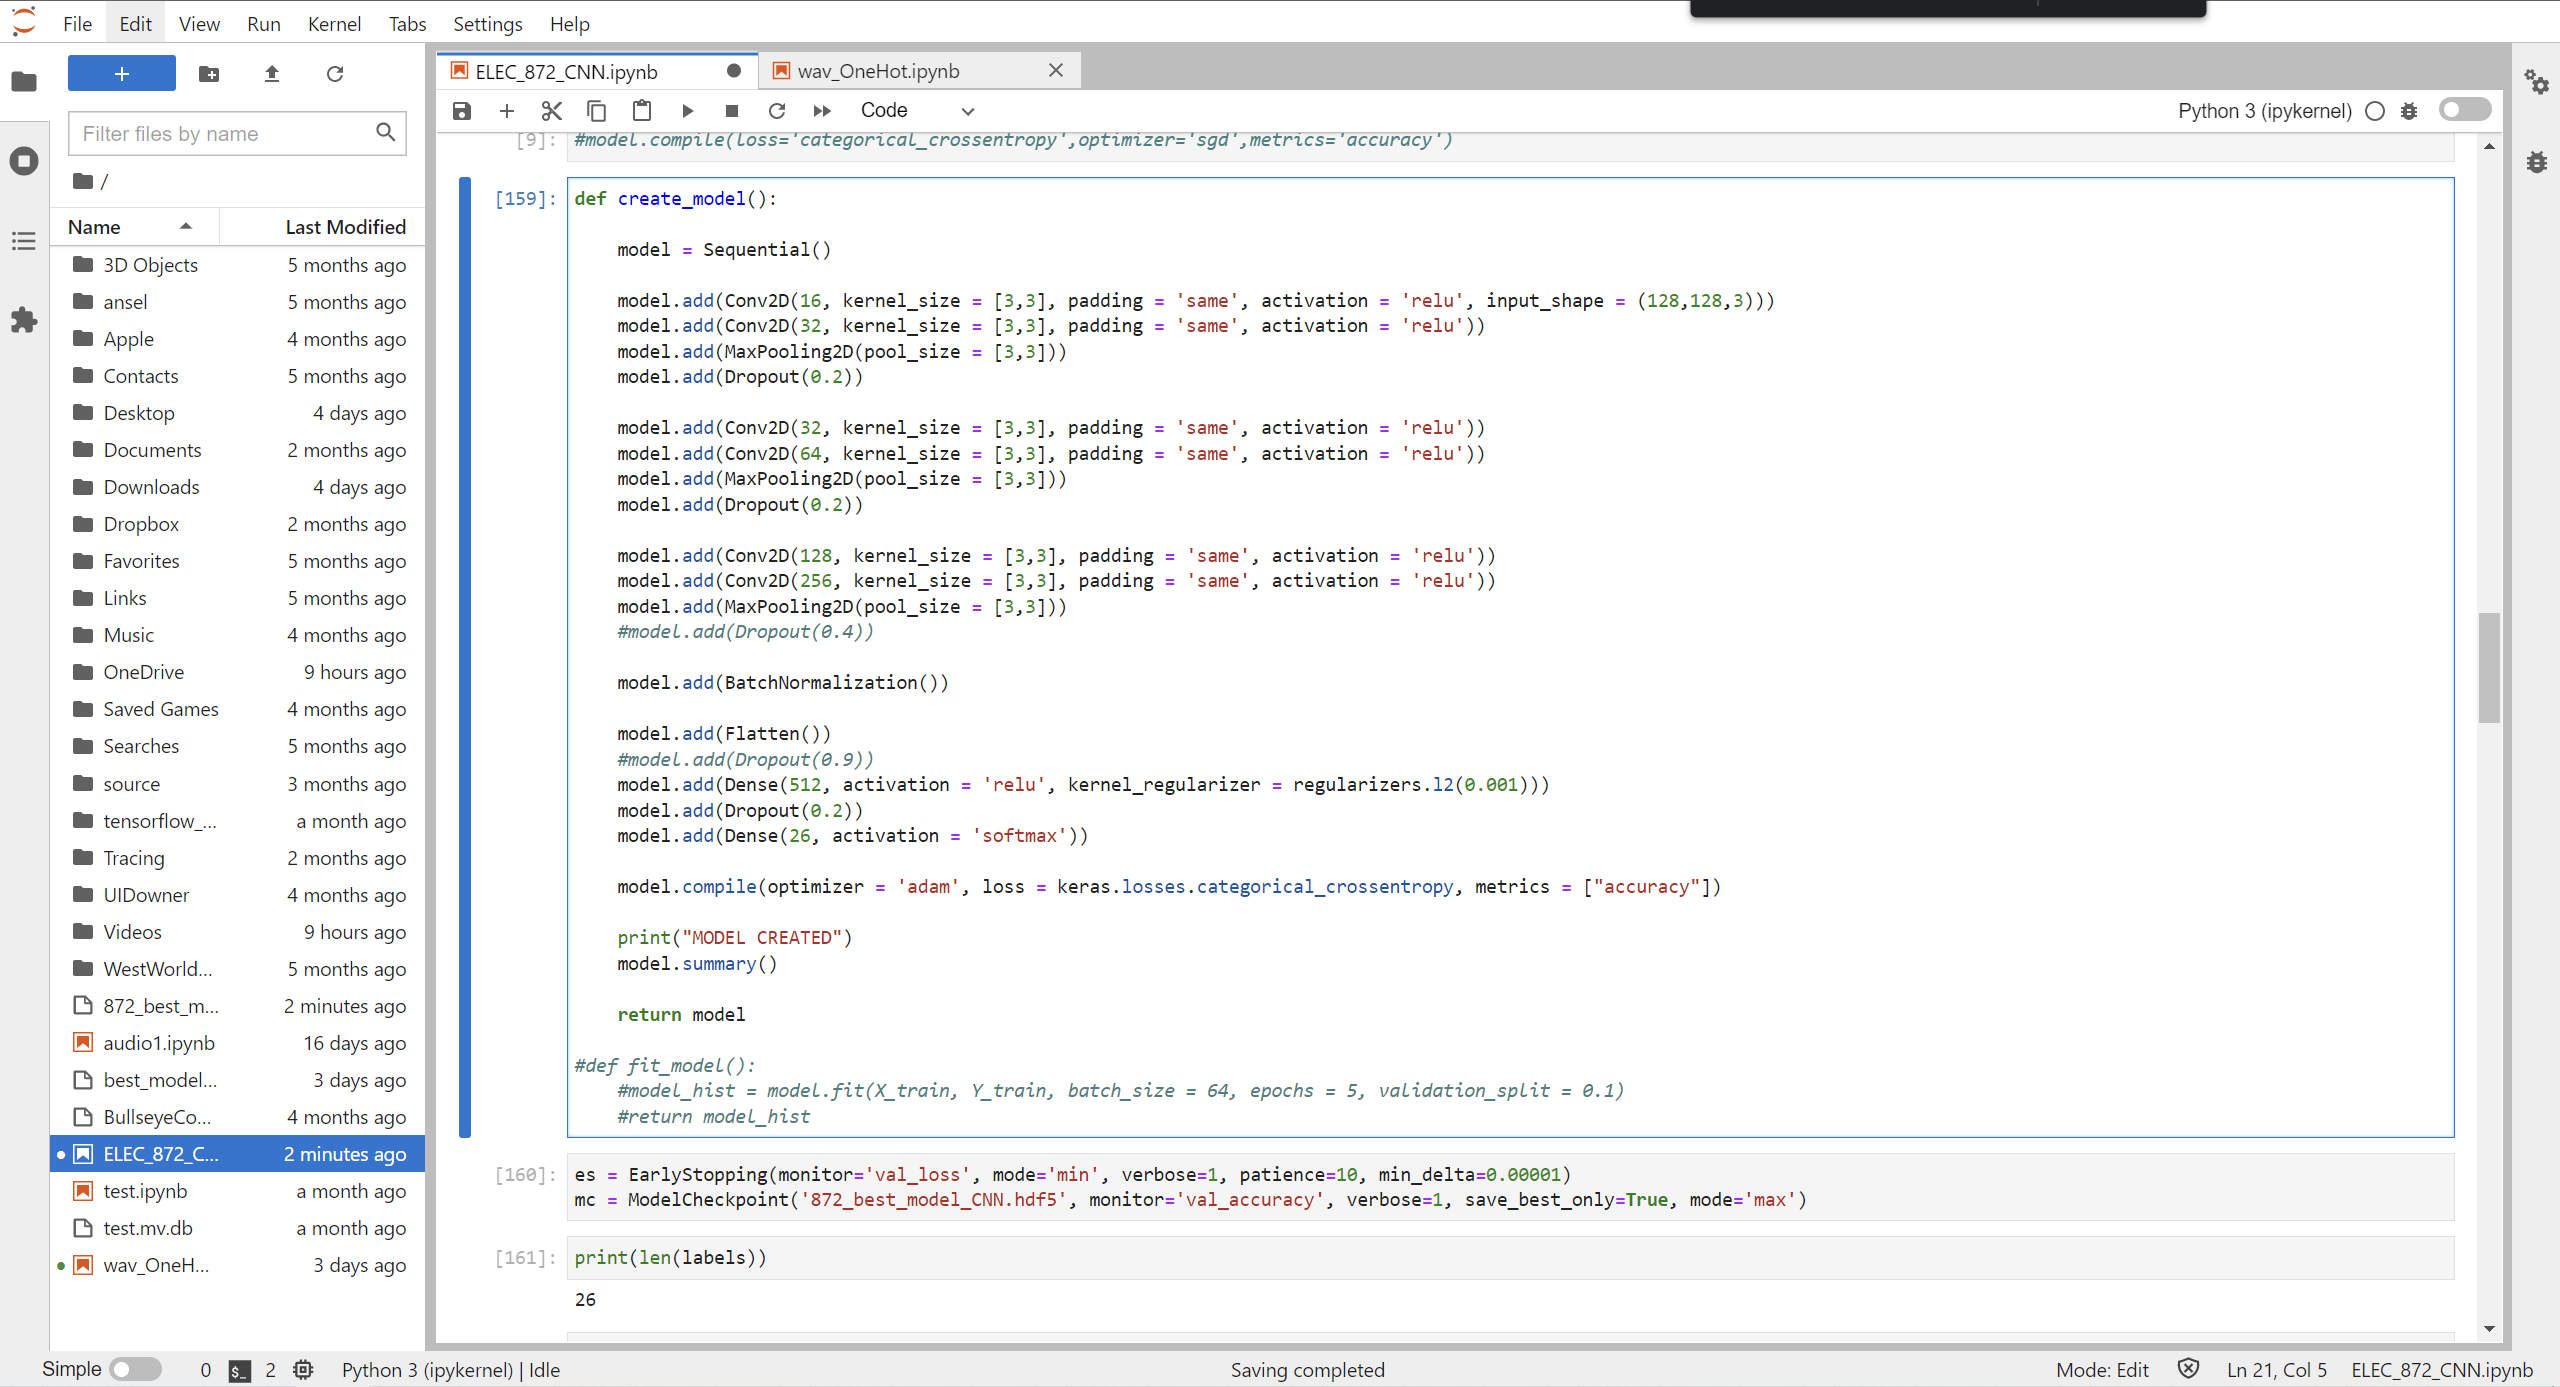 File Edit View Run Kernel Tabs Settings Help
+
Filter files by name
/
Name Last Modified
3D Objects 5 months ago
ansel 5 months ago
Apple 4 months ago
Contacts 5 months ago
Desktop 4 days ago
Documents 2 months ago
Downloads 4 days ago
Dropbox 2 months ago
Favorites 5 months ago
Links 5 months ago
Music 4 months ago
OneDrive 9 hours ago
Saved Games 4 months ago
Searches 5 months ago
source 3 months ago
tensorflow_... a month ago
Tracing 2 months ago
UIDowner 4 months ago
Videos 9 hours ago
WestWorld... 5 months ago
872_best_m... 2 minutes ago
audio1.ipynb 16 days ago
best_model... 3 days ago
BullseyeCo... 4 months ago
ELEC_872_C... 2 minutes ago
test.ipynb a month ago
test.mv.db a month ago
wav_OneH... 3 days ago
ELEC_872_CNN.ipynb wav_OneHot.ipynb
Code Python 3 (ipykernel)
[9]: #model.compile(loss='categorical_crossentropy',optimizer='sgd',metrics='accuracy')
[159]: def create_model():
model = Sequential()
model.add(Conv2D(16, kernel_size = [3,3], padding = 'same', activation = 'relu', input_shape = (128,128,3)))
model.add(Conv2D(32, kernel_size = [3,3], padding = 'same', activation = 'relu'))
model.add(MaxPooling2D(pool_size = [3,3]))
model.add(Dropout(0.2))
model.add(Conv2D(32, kernel_size = [3,3], padding = 'same', activation = 'relu'))
model.add(Conv2D(64, kernel_size = [3,3], padding = 'same', activation = 'relu'))
model.add(MaxPooling2D(pool_size = [3,3]))
model.add(Dropout(0.2))
model.add(Conv2D(128, kernel_size = [3,3], padding = 'same', activation = 'relu'))
model.add(Conv2D(256, kernel_size = [3,3], padding = 'same', activation = 'relu'))
model.add(MaxPooling2D(pool_size = [3,3]))
#model.add(Dropout(0.4))
model.add(BatchNormalization())
model.add(Flatten())
#model.add(Dropout(0.9))
model.add(Dense(512, activation = 'relu', kernel_regularizer = regularizers.l2(0.001)))
model.add(Dropout(0.2))
model.add(Dense(26, activation = 'softmax'))
model.compile(optimizer = 'adam', loss = keras.losses.categorical_crossentropy, metrics = ["accuracy"])
print("MODEL CREATED")
model.summary()
return model
#def fit_model():
#model_hist = model.fit(X_train, Y_train, batch_size = 64, epochs = 5, validation_split = 0.1)
#return model_hist
[160]: es = EarlyStopping(monitor='val_loss', mode='min', verbose=1, patience=10, min_delta=0.00001)
mc = ModelCheckpoint('872_best_model_CNN.hdf5', monitor='val_accuracy', verbose=1, save_best_only=True, mode='max')
[161]: print(len(labels))
26
Simple 0 $_ 2 Python 3 (ipykernel) | Idle Saving completed Mode: Edit Ln 21, Col 5 ELEC_872_CNN.ipynb